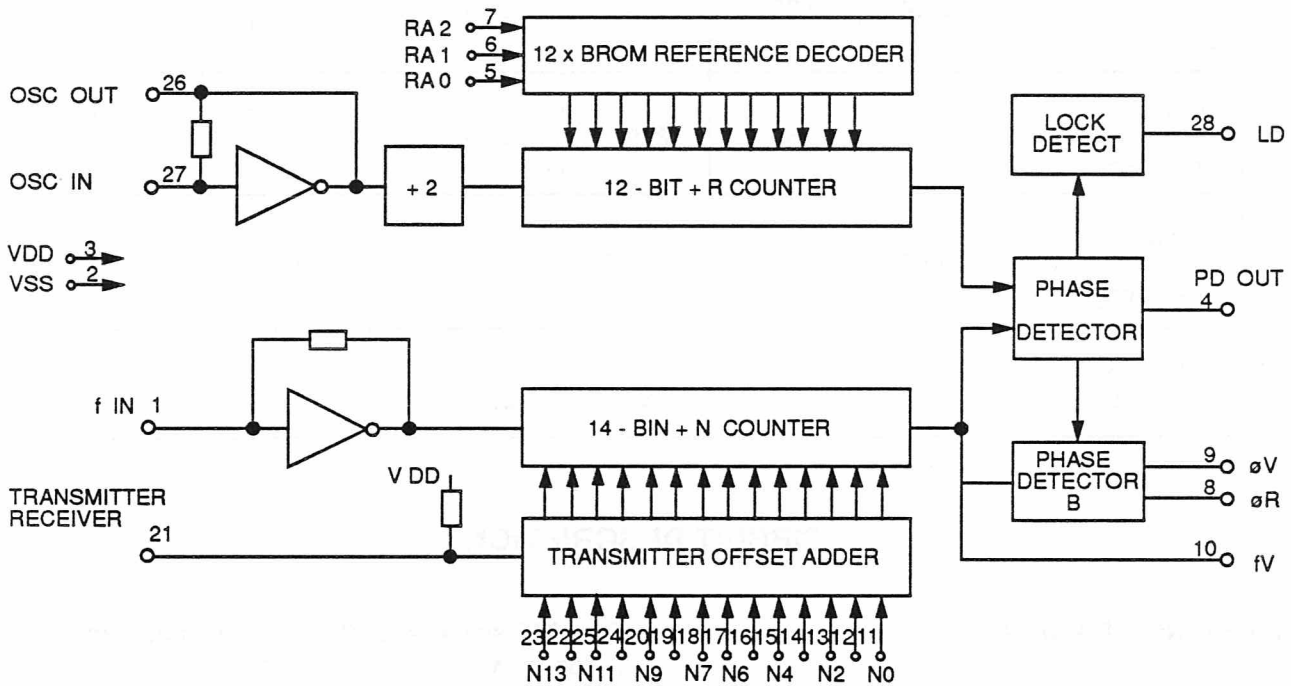 RA 2 7
RA 1 6
RA 0 5
12 x BROM REFERENCE DECODER
OSC OUT 26
OSC IN 27
+ 2
12 - BIT + R COUNTER
LOCK
DETECT
28 LD
VDD 3
VSS 2
PHASE
DETECTOR
PD OUT
4
f IN 1
14 - BIN + N COUNTER
V DD
TRANSMITTER
RECEIVER
21
TRANSMITTER OFFSET ADDER
PHASE
DETECTOR
B
9 øV
8 øR
10 fV
23 22 25 24 20 19 18 17 16 15 14 13 12 11
N13 N11 N9 N7 N6 N4 N2 N0